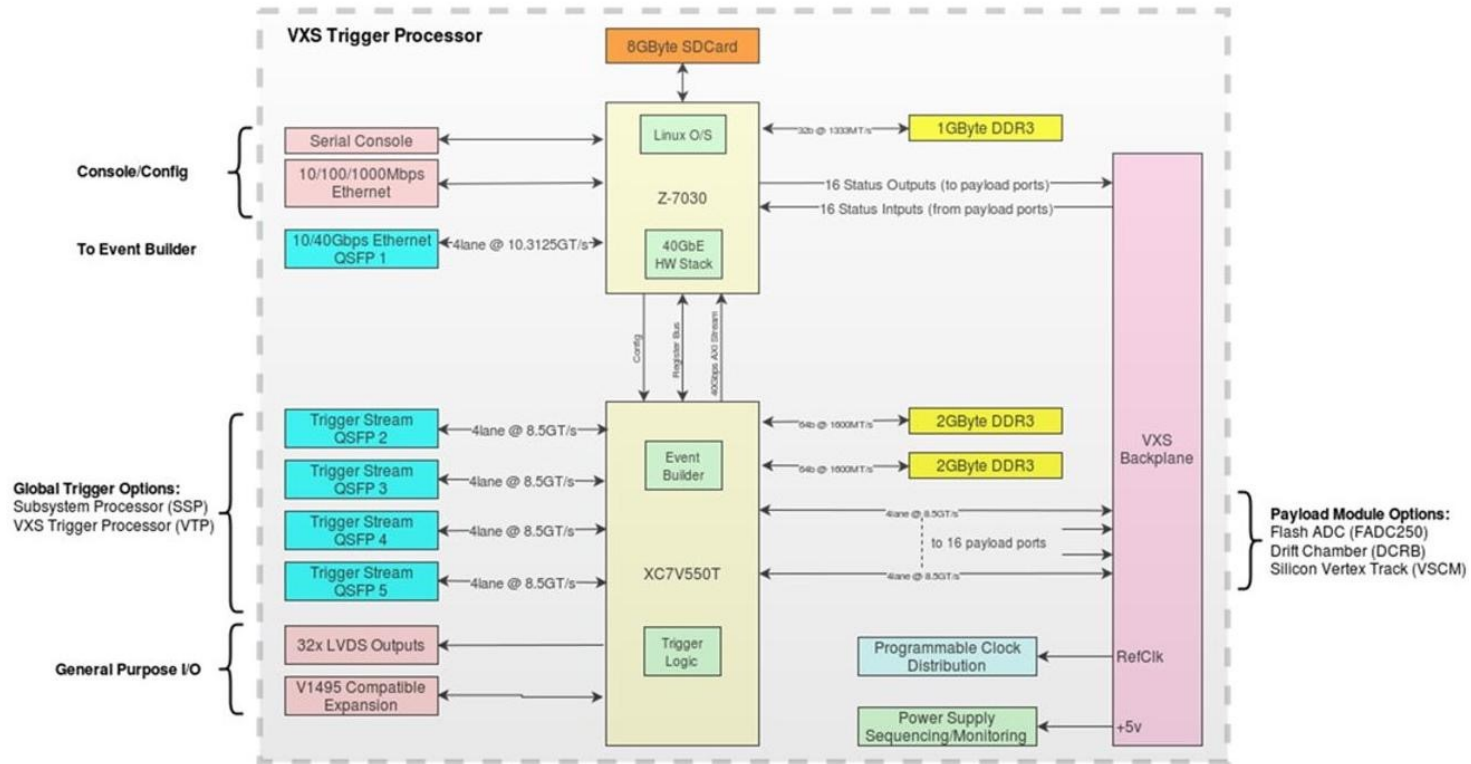 VXS Trigger Processor
8GByte SDCard
Console/Config
Serial Console
10/100/1000Mbps
Ethernet
Linux O/S
Z-7030
32b @ 1333MT/s
1GByte DDR3
16 Status Outputs (to payload ports)
16 Status Intputs (from payload ports)
To Event Builder
10/40Gbps Ethernet
QSFP 1
4lane @ 10.3125GT/s
40GbE
HW Stack
Config
Register Bus
40Gbps AXI Stream
Global Trigger Options:
Subsystem Processor (SSP)
VXS Trigger Processor (VTP)
Trigger Stream
QSFP 2
4lane @ 8.5GT/s
Trigger Stream
QSFP 3
4lane @ 8.5GT/s
Trigger Stream
QSFP 4
4lane @ 8.5GT/s
Trigger Stream
QSFP 5
4lane @ 8.5GT/s
Event
Builder
XC7V550T
Trigger
Logic
64b @ 1600MT/s
2GByte DDR3
64b @ 1600MT/s
2GByte DDR3
4lane @ 8.5GT/s
to 16 payload ports
4lane @ 8.5GT/s
VXS
Backplane
Payload Module Options:
Flash ADC (FADC250)
Drift Chamber (DCRB)
Silicon Vertex Track (VSCM)
General Purpose I/O
32x LVDS Outputs
V1495 Compatible
Expansion
Programmable Clock
Distribution
RefClk
Power Supply
Sequencing/Monitoring
+5v